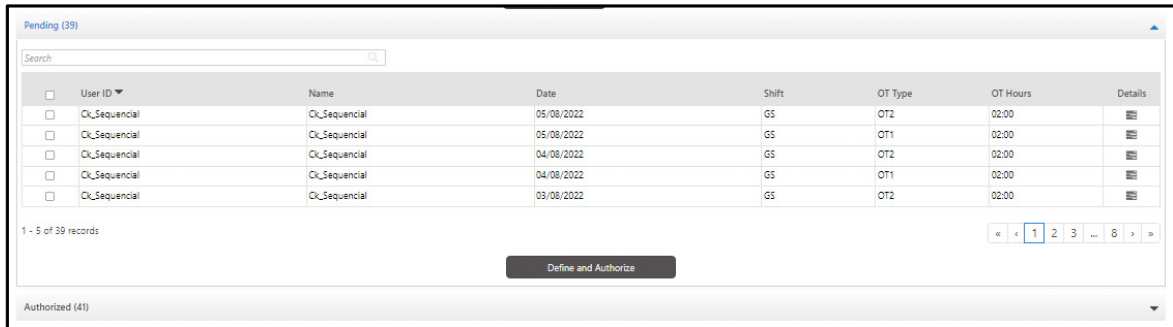 Pending (39)
Search
User ID Name Date Shift OT Type OT Hours Details
Ck_Sequencial Ck_Sequencial 05/08/2022 GS OT2 02:00
Ck_Sequencial Ck_Sequencial 05/08/2022 GS OT1 02:00
Ck_Sequencial Ck_Sequencial 04/08/2022 GS OT2 02:00
Ck_Sequencial Ck_Sequencial 04/08/2022 GS OT1 02:00
Ck_Sequencial Ck_Sequencial 03/08/2022 GS OT2 02:00
1 - 5 of 39 records « ‹ 1 2 3 ... 8 › »
Define and Authorize
Authorized (41)